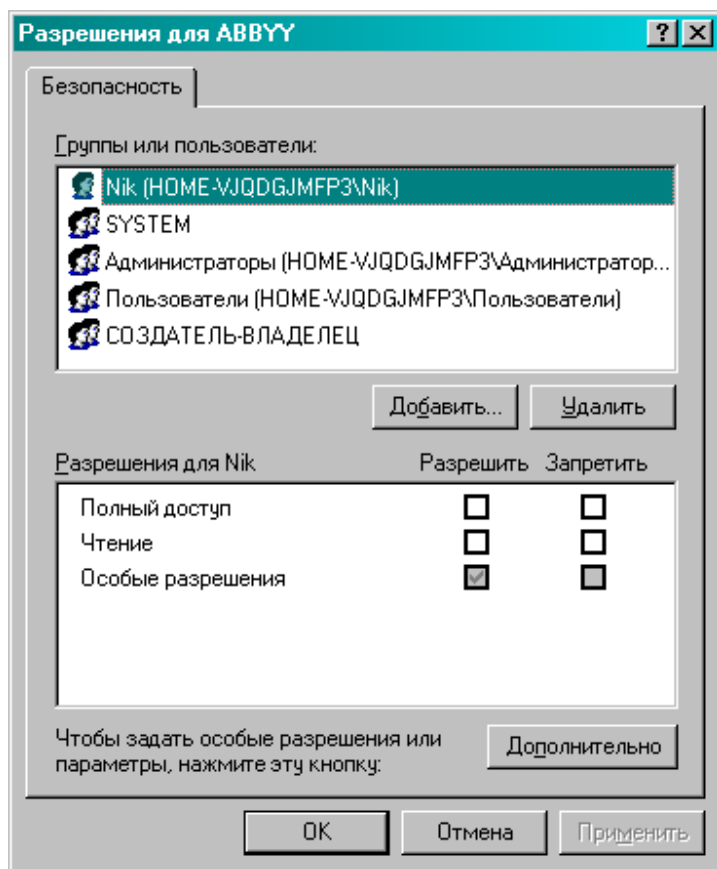 Разрешения для ABBYY
Безопасность
Группы или пользователи:
Nik (HOME-VJQDGJMFP3\Nik)
SYSTEM
Администраторы (HOME-VJQDGJMFP3\Администратор...
Пользователи (HOME-VJQDGJMFP3\Пользователи)
СОЗДАТЕЛЬ-ВЛАДЕЛЕЦ
Добавить... Удалить
Разрешения для Nik Разрешить Запретить
Полный доступ
Чтение
Особые разрешения
Чтобы задать особые разрешения или
параметры, нажмите эту кнопку:
Дополнительно
OK Отмена Применить